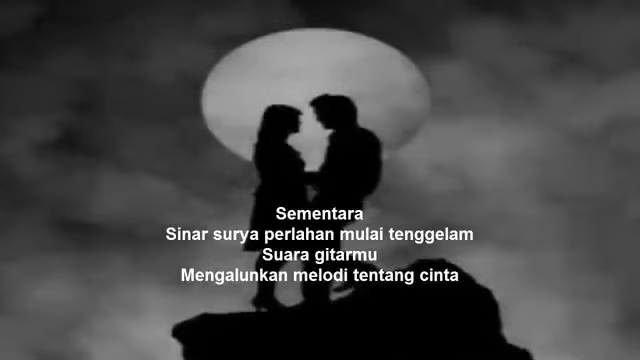 Sementara
Sinar surya perlahan mulai tenggelam
Suara gitarmu
Mengalunkan melodi tentang cinta